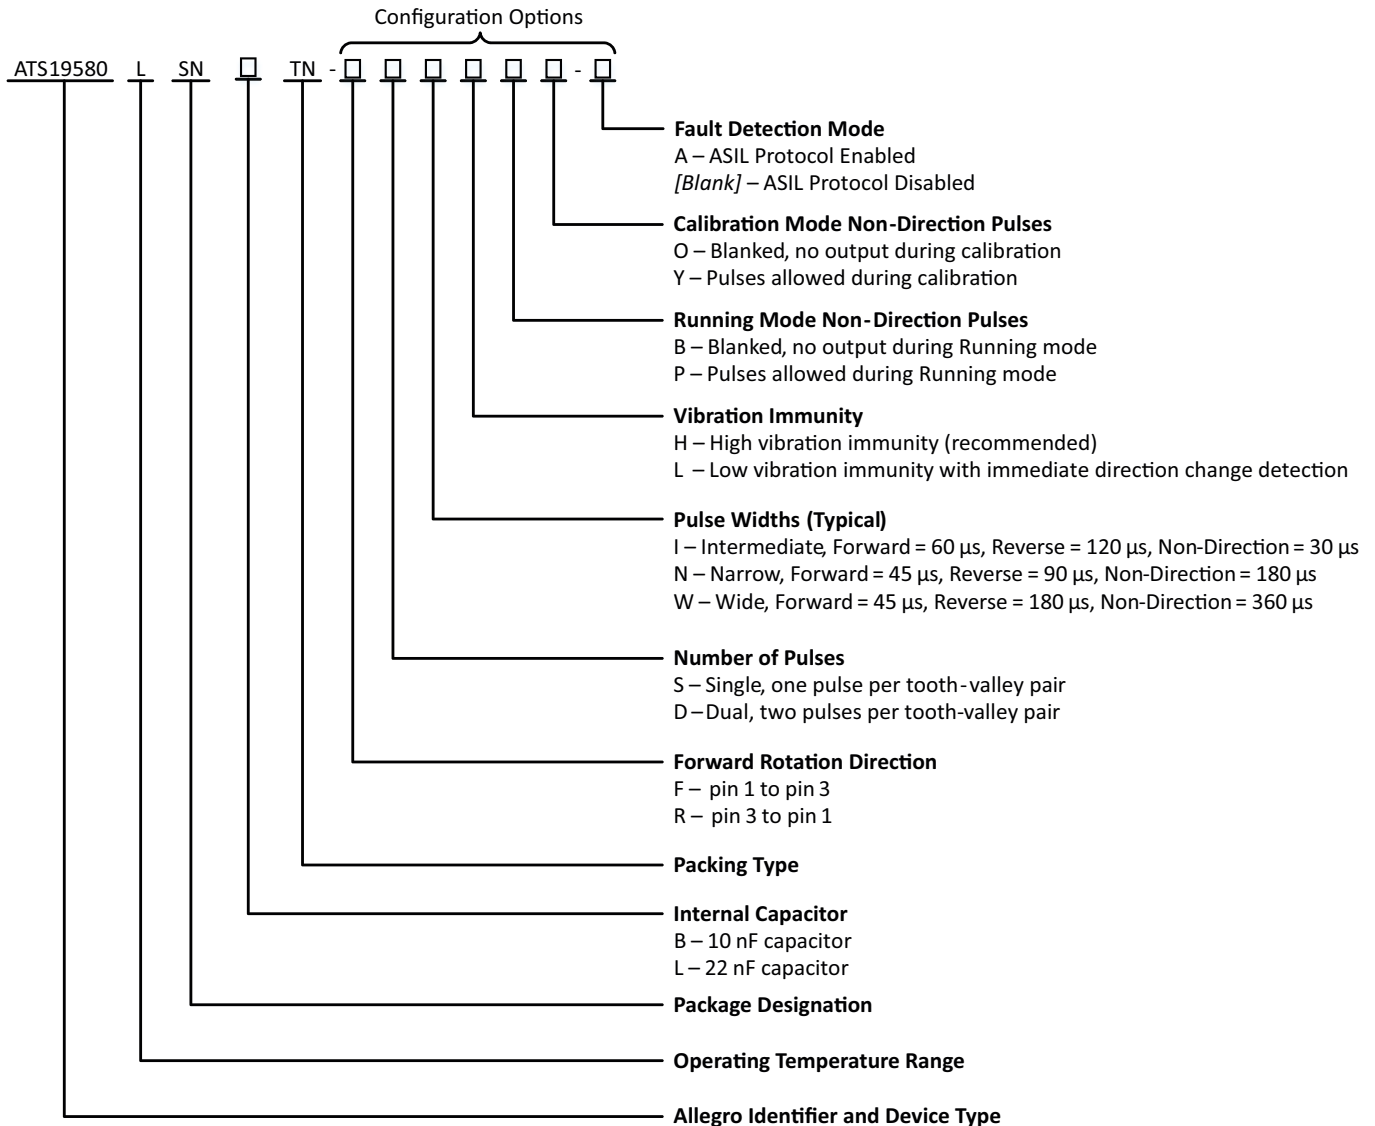 Configuration Options
ATS19580 L SN □ TN - □ □ □ □ □ □ - □
Fault Detection Mode
A – ASIL Protocol Enabled
[Blank] – ASIL Protocol Disabled
Calibration Mode Non-Direction Pulses
O – Blanked, no output during calibration
Y – Pulses allowed during calibration
Running Mode Non-Direction Pulses
B – Blanked, no output during Running mode
P – Pulses allowed during Running mode
Vibration Immunity
H – High vibration immunity (recommended)
L – Low vibration immunity with immediate direction change detection
Pulse Widths (Typical)
I – Intermediate, Forward = 60 µs, Reverse = 120 µs, Non-Direction = 30 µs
N – Narrow, Forward = 45 µs, Reverse = 90 µs, Non-Direction = 180 µs
W – Wide, Forward = 45 µs, Reverse = 180 µs, Non-Direction = 360 µs
Number of Pulses
S – Single, one pulse per tooth-valley pair
D – Dual, two pulses per tooth-valley pair
Forward Rotation Direction
F – pin 1 to pin 3
R – pin 3 to pin 1
Packing Type
Internal Capacitor
B – 10 nF capacitor
L – 22 nF capacitor
Package Designation
Operating Temperature Range
Allegro Identifier and Device Type